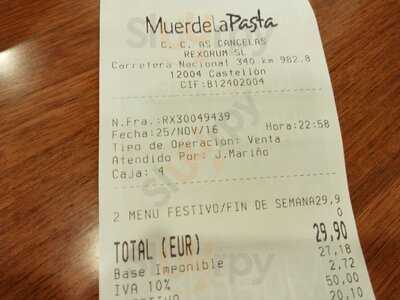 MuerdeLaPasta
C. C. AS CANCELAS
REXORUM SL
Carretera Nacional 340 km 982.8
12004 Castellón
CIF:B12402004
N.Fra.:RX30049439
Fecha:25/NOV/16 Hora:22:58
Tipo de Operacion: Venta
Atendido Por: J.Mariño
Caja: 4
2 MENU FESTIVO/FIN DE SEMANA29,9
0
TOTAL (EUR) 29,90
Base Imponible 27,18
IVA 10% 2,72
50,00
20,10